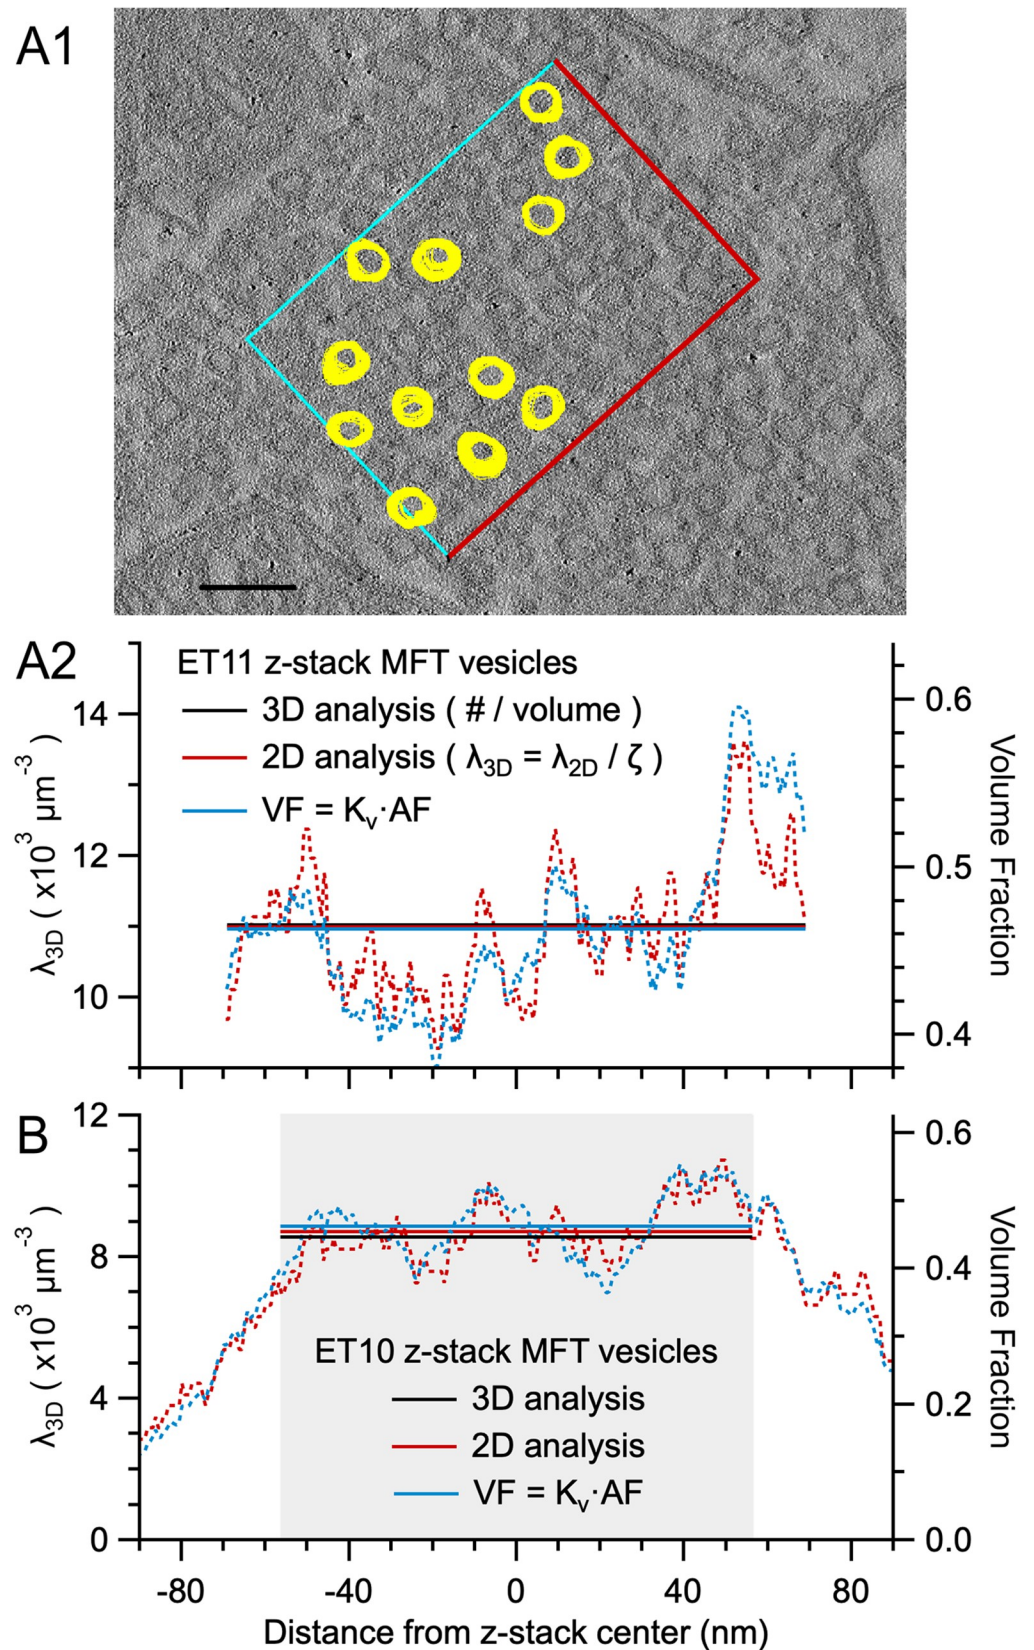 A1
A2
ET11 z-stack MFT vesicles
3D analysis ( # / volume )
2D analysis ( λ3D = λ2D / ζ )
VF = Kv·AF
14
12
10
λ3D ( x10³ µm⁻³ )
0.6
0.5
0.4
Volume Fraction
B
12
8
4
0
λ3D ( x10³ µm⁻³ )
ET10 z-stack MFT vesicles
3D analysis
2D analysis
VF = Kv·AF
0.6
0.4
0.2
0.0
Volume Fraction
-80 -40 0 40 80
Distance from z-stack center (nm)